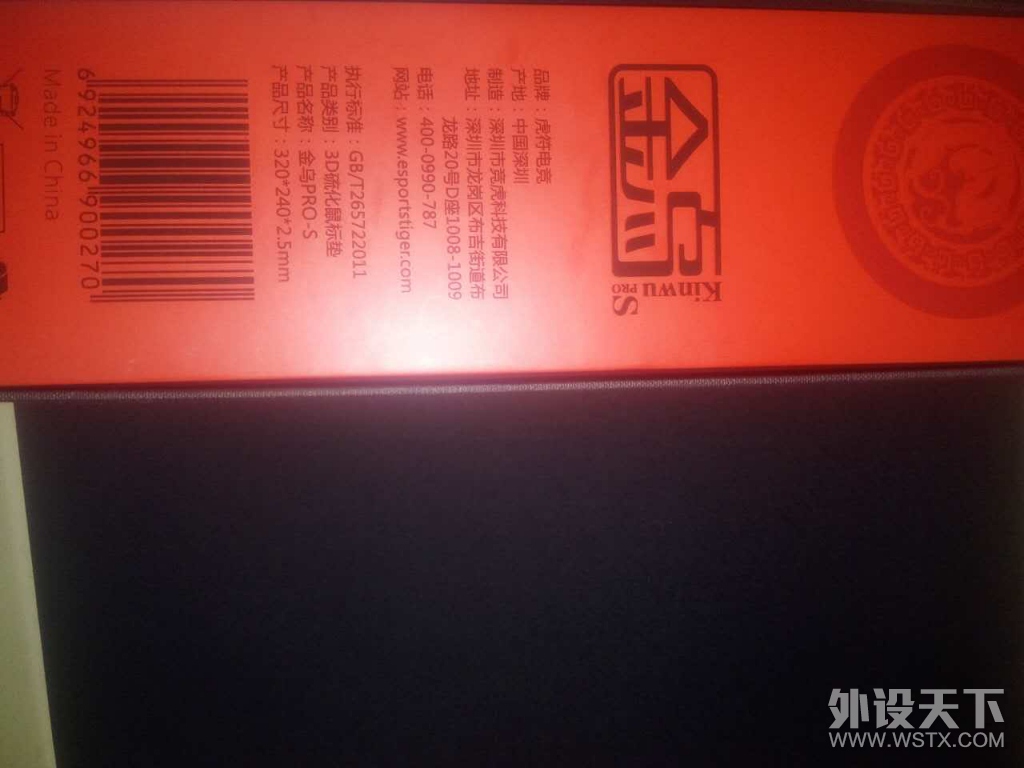 金乌
Kinwu
PRO S
品牌：虎符电竞
产地：中国深圳
制造：深圳市亮虎科技有限公司
地址：深圳市龙岗区布吉街道布
龙路20号D座1008-1009
电话：400-0990-787
网站：www.esportstiger.com
执行标准：GB/T265722011
产品类别：3D硫化鼠标垫
产品名称：金乌PRO-S
产品尺寸：320*240*2.5mm
6924966900270
Made in China
外设天下
WWW.WSTX.COM